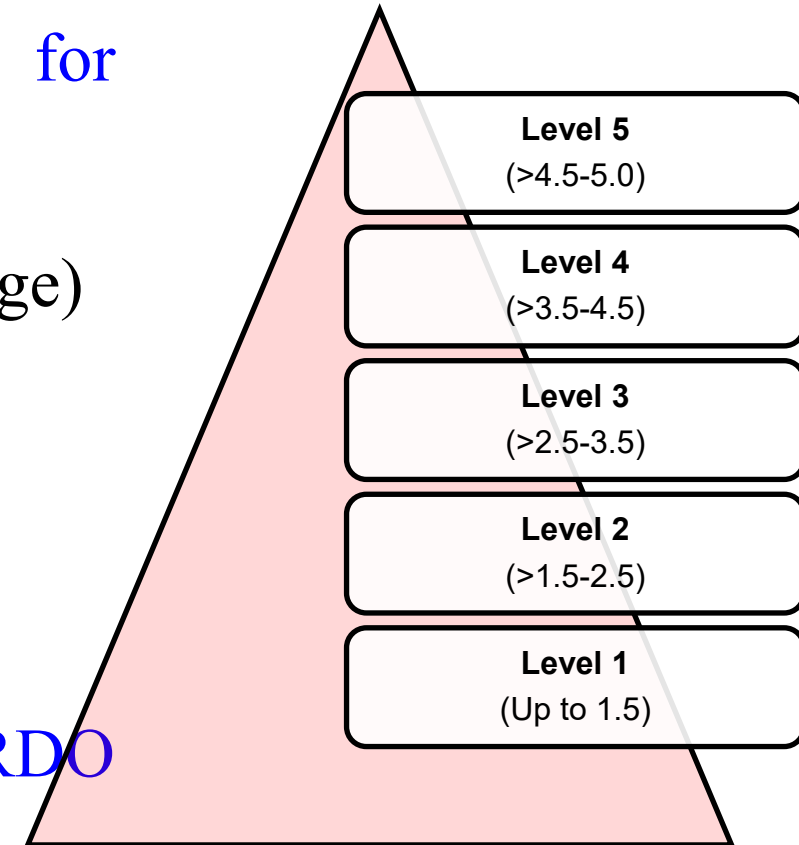 for
Level 5
(>4.5-5.0)
Level 4
(>3.5-4.5)
ge)
Level 3
(>2.5-3.5)
Level 2
(>1.5-2.5)
Level 1
(Up to 1.5)
RDO